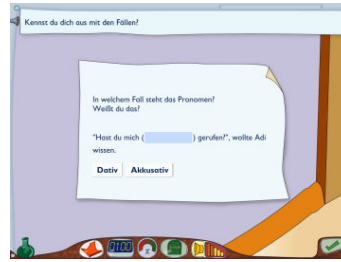 Kennst du dich aus mit den Fällen?
In welchem Fall steht das Pronomen?
Weißt du das?
"Hast du mich ( ) gerufen?", wollte Adi
wissen.
Dativ Akkusativ